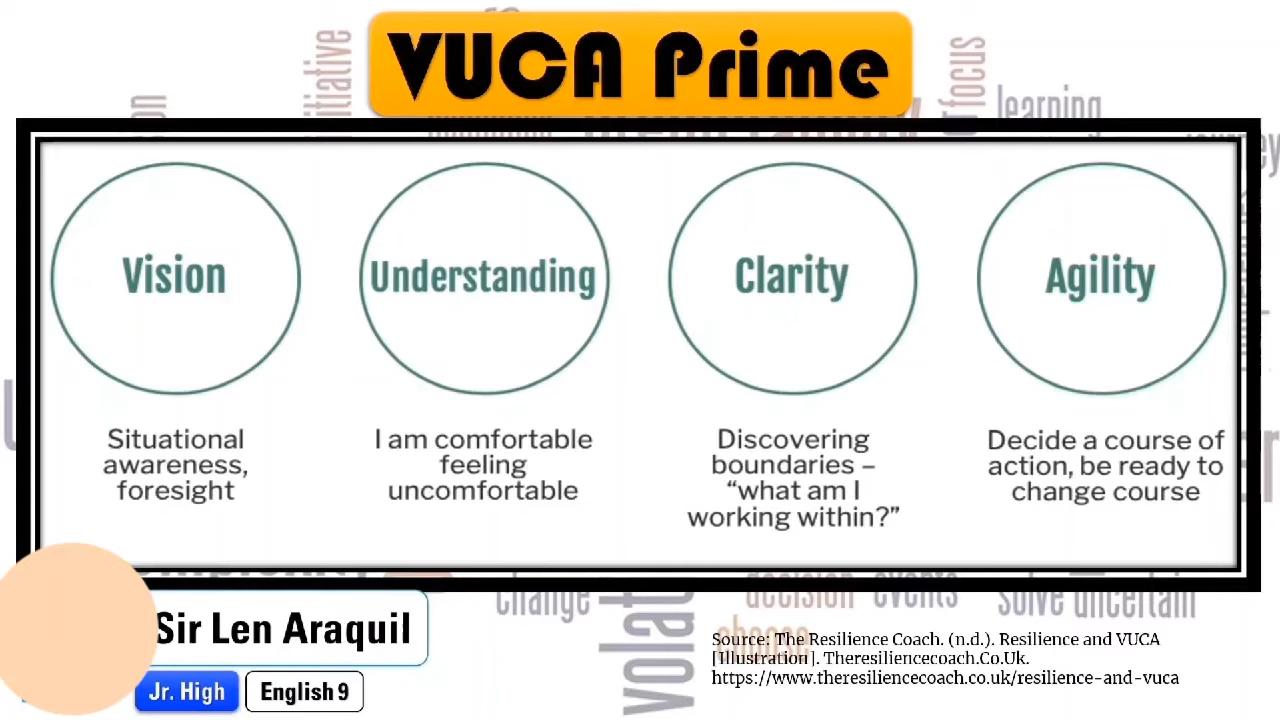 VUCA Prime
itiative
focus
learning
Vision
Understanding
Clarity
Agility
Situational
awareness,
foresight
I am comfortable
feeling
uncomfortable
Discovering
boundaries –
“what am I
working within?”
Decide a course of
action, be ready to
change course
change
volat
decision events
choose
solve uncertain
Sir Len Araquil
Jr. High
English 9
Source: The Resilience Coach. (n.d.). Resilience and VUCA
[Illustration]. Theresiliencecoach.Co.Uk.
https://www.theresiliencecoach.co.uk/resilience-and-vuca